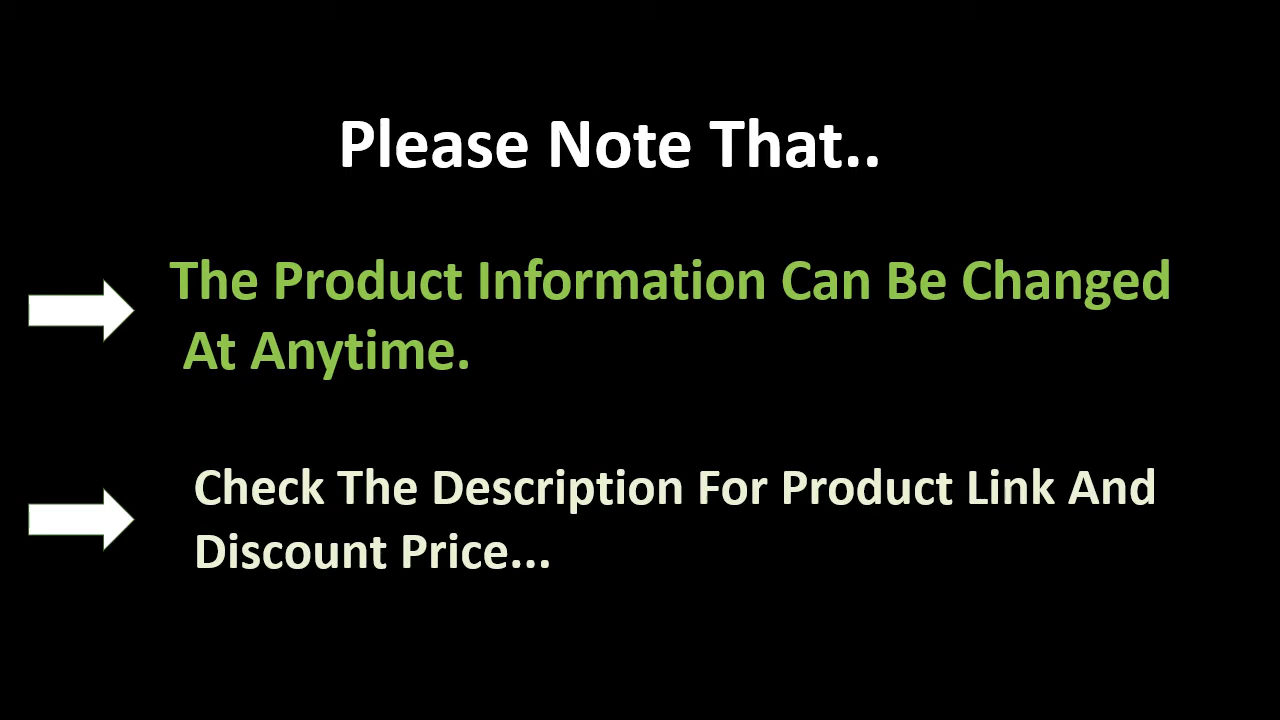 Please Note That..
The Product Information Can Be Changed
At Anytime.
Check The Description For Product Link And
Discount Price...